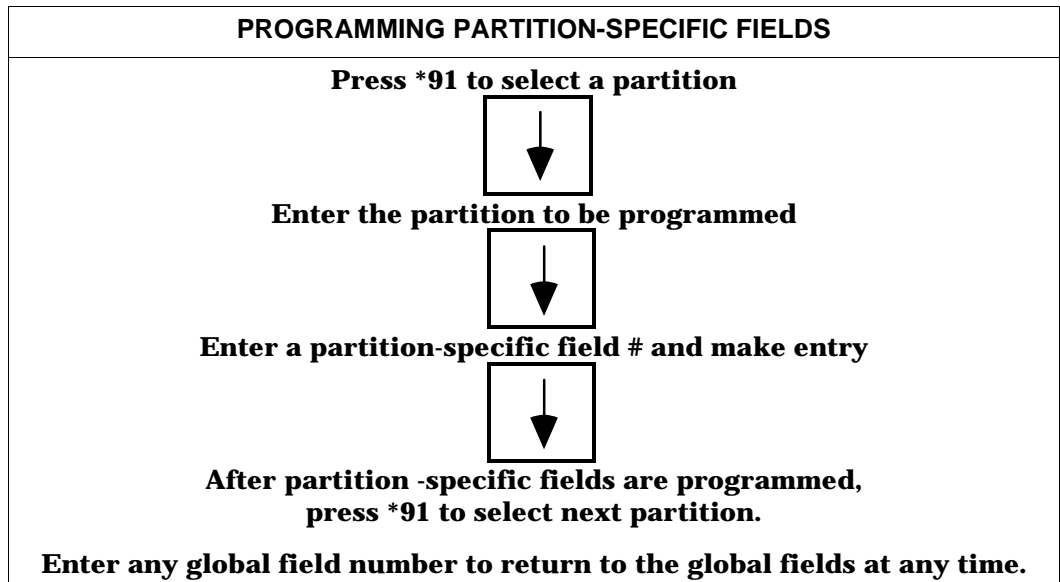 PROGRAMMING PARTITION-SPECIFIC FIELDS
Press *91 to select a partition
Enter the partition to be programmed
Enter a partition-specific field # and make entry
After partition -specific fields are programmed,
press *91 to select next partition.
Enter any global field number to return to the global fields at any time.